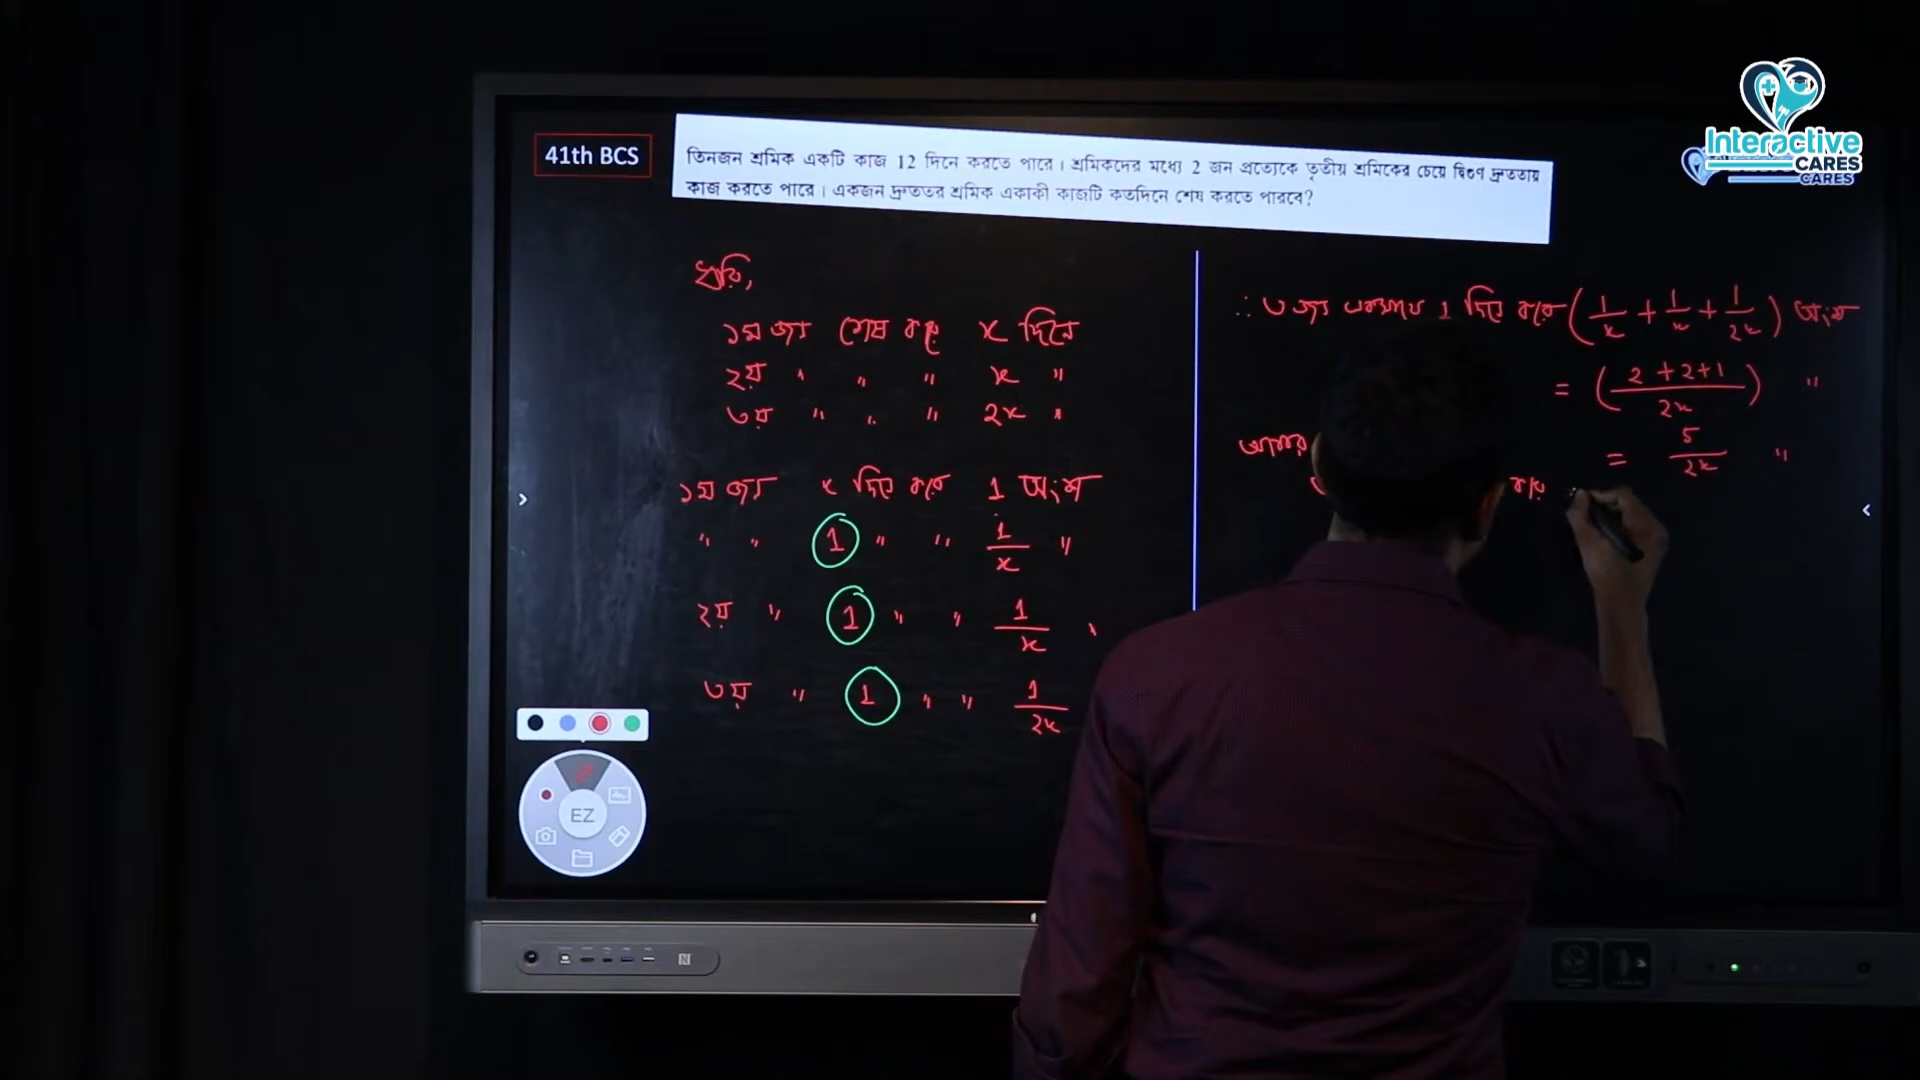 Interactive
CARES
CARES
41th BCS
তিনজন শ্রমিক একটি কাজ 12 দিনে করতে পারে। শ্রমিকদের মধ্যে 2 জন প্রত্যেকে তৃতীয় শ্রমিকের চেয়ে দ্বিগুণ দ্রুততায়
কাজ করতে পারে। একজন দ্রুততর শ্রমিক একাকী কাজটি কতদিনে শেষ করতে পারবে?
ধরি,
১ম জন শেষ করে x দিনে
২য় " " " x "
৩য় " " " 2x "
১ম জন x দিনে করে 1 অংশ
" " 1 " " 1/x "
২য় " 1 " " 1/x "
৩য় " 1 " " 1/2x
∴ ৩ জন একসাথে 1 দিনে করে (1/x + 1/x + 1/2x) অংশ
= (2+2+1 / 2x) "
= 5/2x "
আবার
করে
EZ